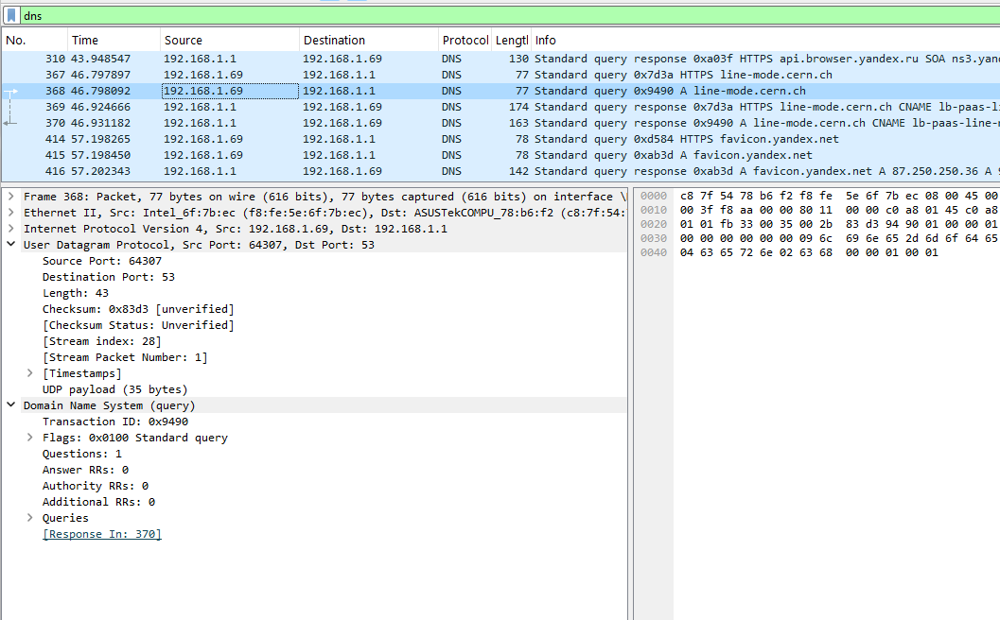 dns
No. Time Source Destination Protocol Lengtl Info
310 43.948547 192.168.1.1 192.168.1.69 DNS 130 Standard query response 0xa03f HTTPS api.browser.yandex.ru SOA ns3.yan
367 46.797897 192.168.1.69 192.168.1.1 DNS 77 Standard query 0x7d3a HTTPS line-mode.cern.ch
368 46.798092 192.168.1.69 192.168.1.1 DNS 77 Standard query 0x9490 A line-mode.cern.ch
369 46.924666 192.168.1.1 192.168.1.69 DNS 174 Standard query response 0x7d3a HTTPS line-mode.cern.ch CNAME lb-paas-l
370 46.931182 192.168.1.1 192.168.1.69 DNS 163 Standard query response 0x9490 A line-mode.cern.ch CNAME lb-paas-line-m
414 57.198265 192.168.1.69 192.168.1.1 DNS 78 Standard query 0xd584 HTTPS favicon.yandex.net
415 57.198450 192.168.1.69 192.168.1.1 DNS 78 Standard query 0xab3d A favicon.yandex.net
416 57.202343 192.168.1.1 192.168.1.69 DNS 142 Standard query response 0xab3d A favicon.yandex.net A 87.250.250.36 A 9
Frame 368: Packet, 77 bytes on wire (616 bits), 77 bytes captured (616 bits) on interface \
Ethernet II, Src: Intel_6f:7b:ec (f8:fe:5e:6f:7b:ec), Dst: ASUSTekCOMPU_78:b6:f2 (c8:7f:54:
Internet Protocol Version 4, Src: 192.168.1.69, Dst: 192.168.1.1
User Datagram Protocol, Src Port: 64307, Dst Port: 53
Source Port: 64307
Destination Port: 53
Length: 43
Checksum: 0x83d3 [unverified]
[Checksum Status: Unverified]
[Stream index: 28]
[Stream Packet Number: 1]
[Timestamps]
UDP payload (35 bytes)
Domain Name System (query)
Transaction ID: 0x9490
Flags: 0x0100 Standard query
Questions: 1
Answer RRs: 0
Authority RRs: 0
Additional RRs: 0
Queries
[Response In: 370]
0000 c8 7f 54 78 b6 f2 f8 fe 5e 6f 7b ec 08 00 45 00
0010 00 3f f8 aa 00 00 80 11 00 00 c0 a8 01 45 c0 a8
0020 01 01 fb 33 00 35 00 2b 83 d3 94 90 01 00 00 01
0030 00 00 00 00 00 00 09 6c 69 6e 65 2d 6d 6f 64 65
0040 04 63 65 72 6e 02 63 68 00 00 01 00 01